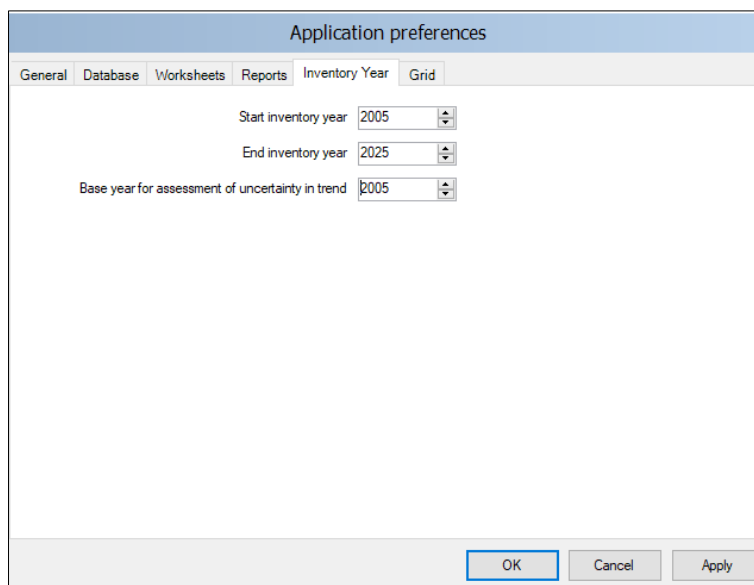 Application preferences
General Database Worksheets Reports Inventory Year Grid
Start inventory year 2005
End inventory year 2025
Base year for assessment of uncertainty in trend 2005
OK Cancel Apply